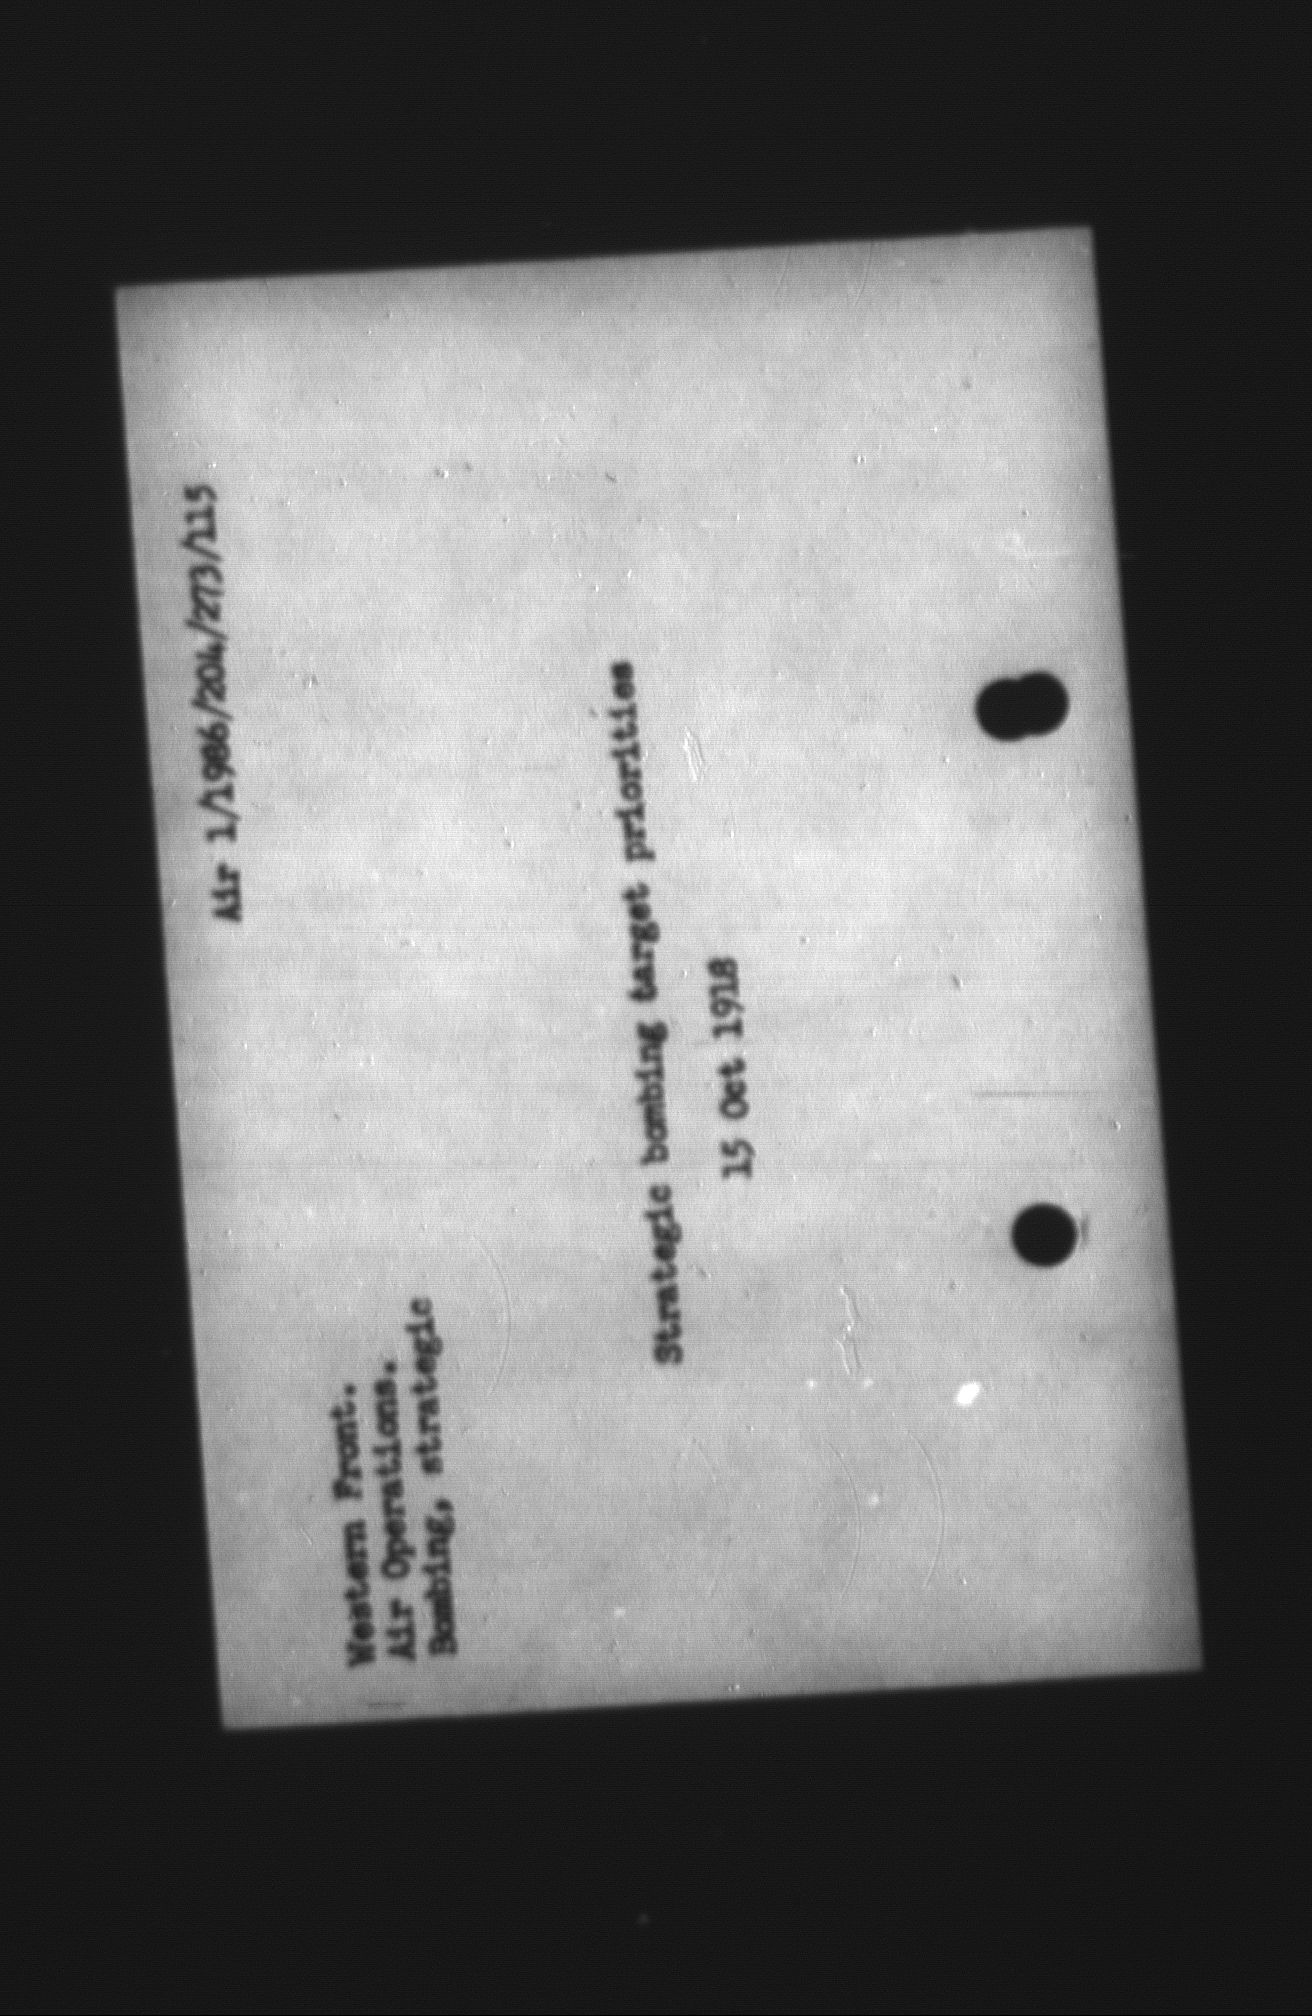 Air 1/1986/204/273/115
Western Front.
Air Operations.
Bombing, strategic
Strategic bombing target priorities
15 Oct 1918